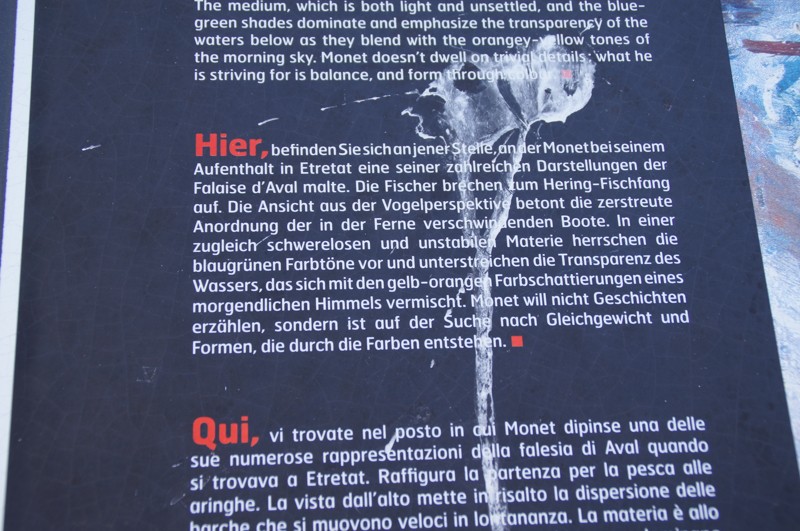 The medium, which is both light and unsettled, and the blue-
green shades dominate and emphasize the transparency of the
waters below as they blend with the orangey-yellow tones of
the morning sky. Monet doesn't dwell on trivial details; what he
is striving for is balance, and form through colour.
Hier, befinden Sie sich an jener Stelle, an der Monet bei seinem
Aufenthalt in Etretat eine seiner zahlreichen Darstellungen der
Falaise d'Aval malte. Die Fischer brechen zum Hering-Fischfang
auf. Die Ansicht aus der Vogelperspektive betont die zerstreute
Anordnung der in der Ferne verschwindenden Boote. In einer
zugleich schwerelosen und unstabilen Materie herrschen die
blaugrünen Farbtöne vor und unterstreichen die Transparenz des
Wassers, das sich mit den gelb-orangen Farbschattierungen eines
morgendlichen Himmels vermischt. Monet will nicht Geschichten
erzählen, sondern ist auf der Suche nach Gleichgewicht und
Formen, die durch die Farben entstehen.
Qui, vi trovate nel posto in cui Monet dipinse una delle
sue numerose rappresentazioni della falesia di Aval quando
si trovava a Etretat. Raffigura la partenza per la pesca alle
aringhe. La vista dall'alto mette in risalto la dispersione delle
barche che si muovono veloci in lontananza. La materia è allo